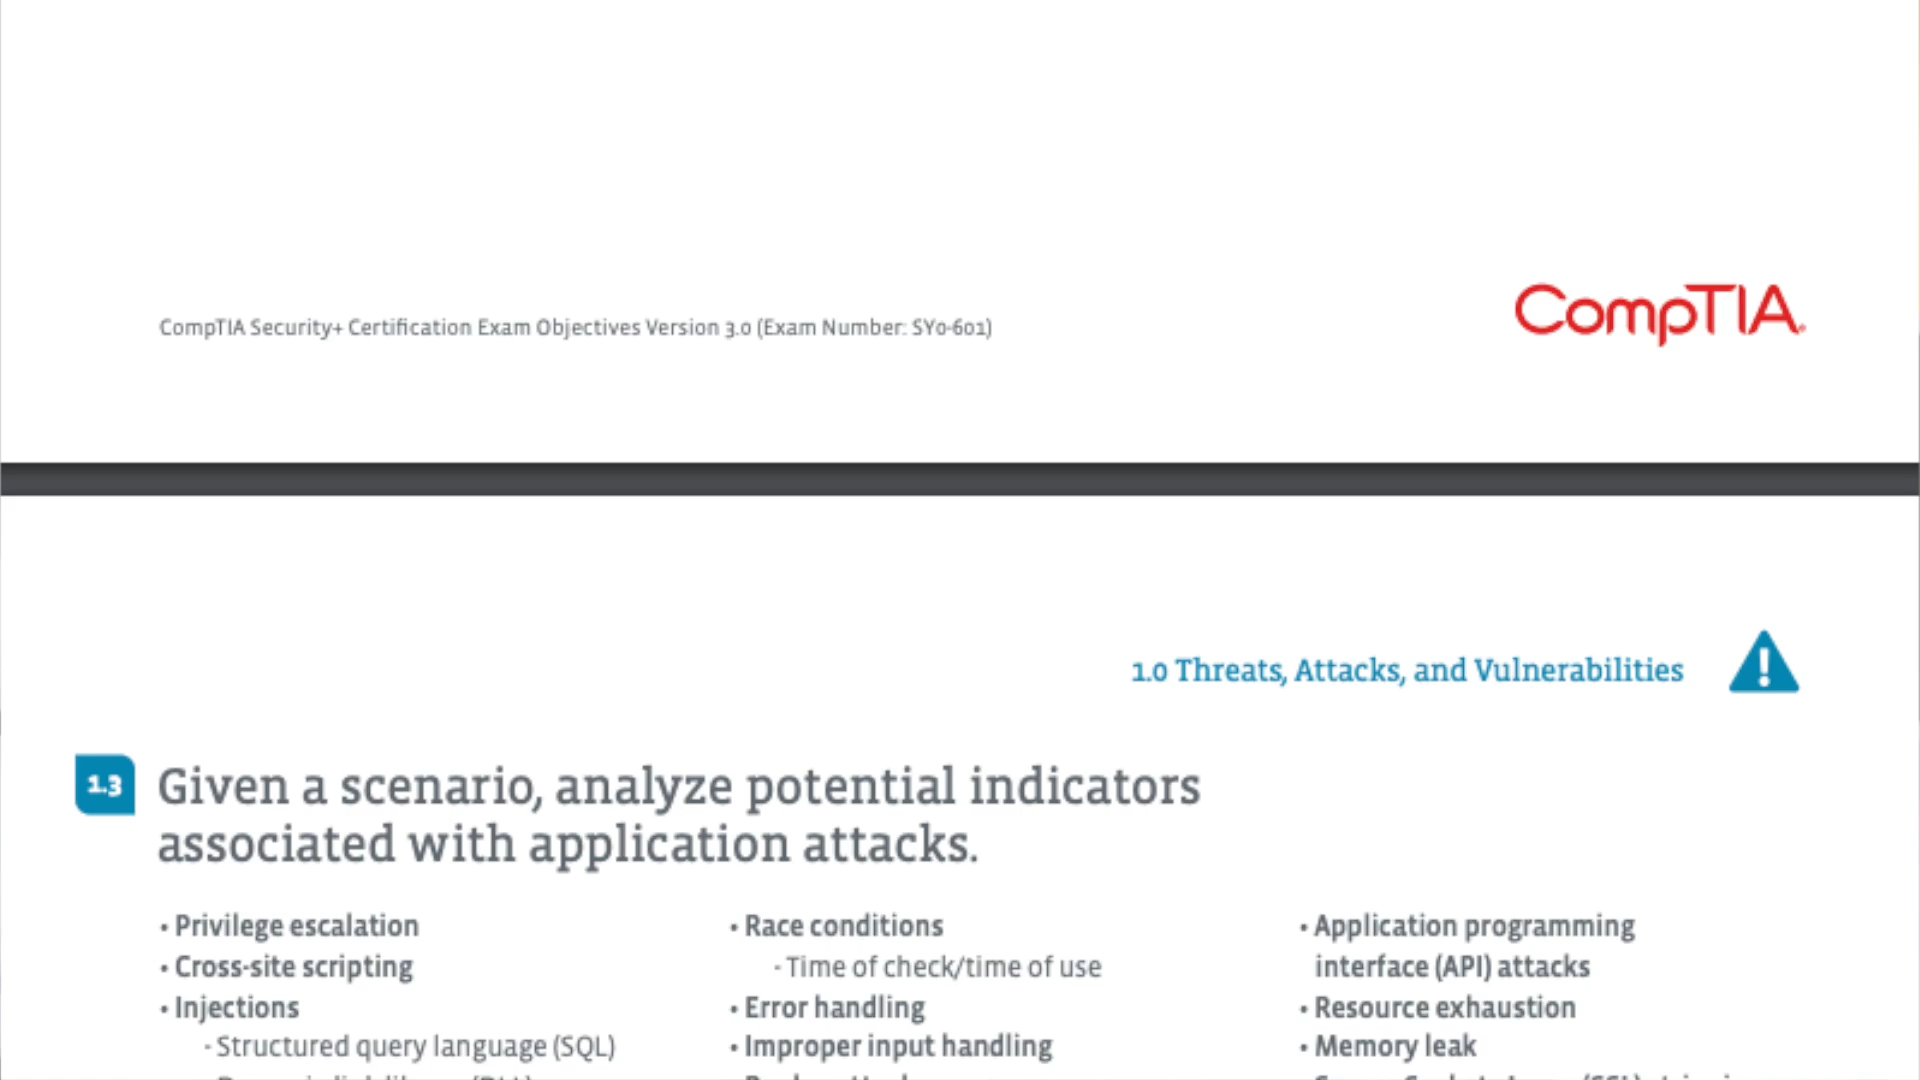 CompTIA Security+ Certification Exam Objectives Version 3.0 (Exam Number: SY0-601)
CompTIA.
1.0 Threats, Attacks, and Vulnerabilities
1.3 Given a scenario, analyze potential indicators
associated with application attacks.
• Privilege escalation
• Cross-site scripting
• Injections
- Structured query language (SQL)
• Race conditions
- Time of check/time of use
• Error handling
• Improper input handling
• Application programming
interface (API) attacks
• Resource exhaustion
• Memory leak